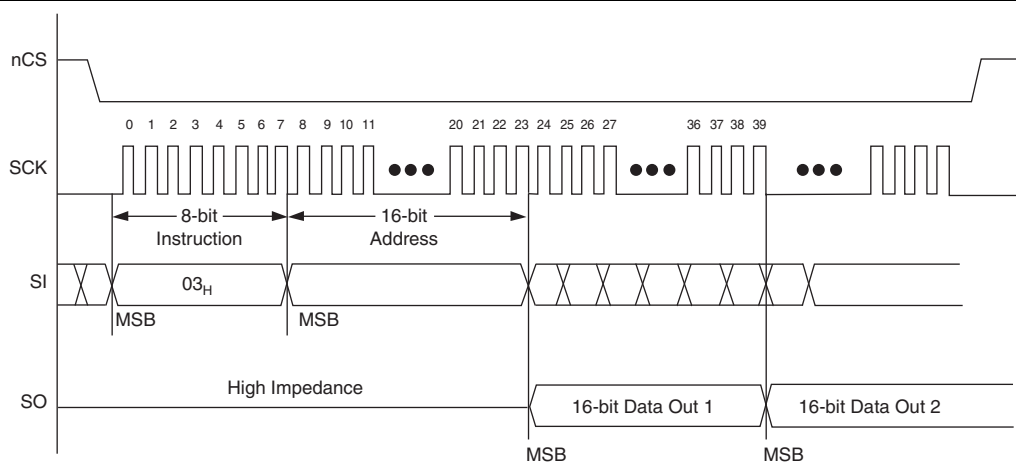 nCS
0 1 2 3 4 5 6 7 8 9 10 11 20 21 22 23 24 25 26 27 36 37 38 39
SCK
8-bit
Instruction
16-bit
Address
SI
03H
MSB
MSB
High Impedance
SO
16-bit Data Out 1
16-bit Data Out 2
MSB
MSB